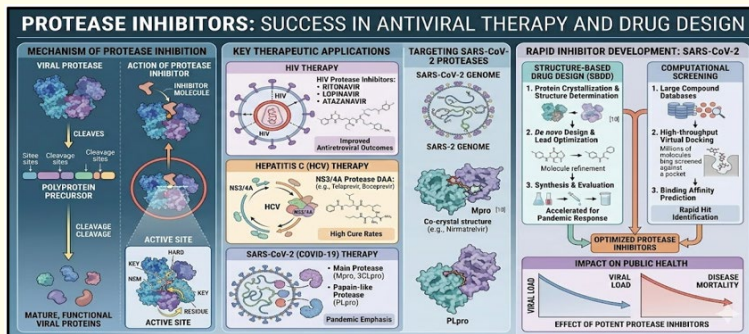 PROTEASE INHIBITORS: SUCCESS IN ANTIVIRAL THERAPY AND DRUG DESIGN
MECHANISM OF PROTEASE INHIBITION
VIRAL PROTEASE
CLEAVES
Sitee sites
Cleavage sites
Cleavage sites
POLYPROTEIN PRECURSOR
CLEAVAGE
CLEAVAGE
MATURE, FUNCTIONAL
VIRAL PROTEINS
ACTION OF PROTEASE
INHIBITOR
INHIBITOR
MOLECULE
ACTIVE SITE
HARD
KEY
NSM
KEY
RESIDUE
ACTIVE SITE
KEY THERAPEUTIC APPLICATIONS
HIV THERAPY
HIV
HIV
HIV Protease Inhibitors:
• RITONAVIR
• LOPINAVIR
• ATAZANAVIR
Improved
Antiretroviral Outcomes
HEPATITIS C (HCV) THERAPY
NS3/4A
HCV
NS3/4A
NS3/4A Protease DAA:
(e.g., Telaprevir, Boceprevir)
High Cure Rates
SARS-CoV-2 (COVID-19) THERAPY
• Main Protease
(Mpro, 3CLpro)
• Papain-like
Protease
(PLpro)
Pandemic Emphasis
TARGETING SARS-CoV-
2 PROTEASES
SARS-CoV-2
GENOME
SARS-2 GENOME
Mpro
Co-crystal structure
(e.g., Nirmatrelvir)
PLpro
RAPID INHIBITOR DEVELOPMENT: SARS-CoV-2
STRUCTURE-BASED
DRUG DESIGN (SBDD)
1. Protein Crystallization
& Structure Determination
2. De novo Design &
Lead Optimization
Molecule refinement
3. Synthesis & Evaluation
Accelerated for
Pandemic Response
COMPUTATIONAL
SCREENING
1. Large Compound
Databases
2. High-throughput
Virtual Docking
Millions of
molecules
bing screened
against
a pocket
3. Binding Affinity
Prediction
Rapid Hit
Identification
OPTIMIZED PROTEASE
INHIBITORS
IMPACT ON PUBLIC HEALTH
VIRAL LOAD
VIRAL
LOAD
DISEASE
MORTALITY
EFFECT OF POTENT PROTEASE INHIBITORS